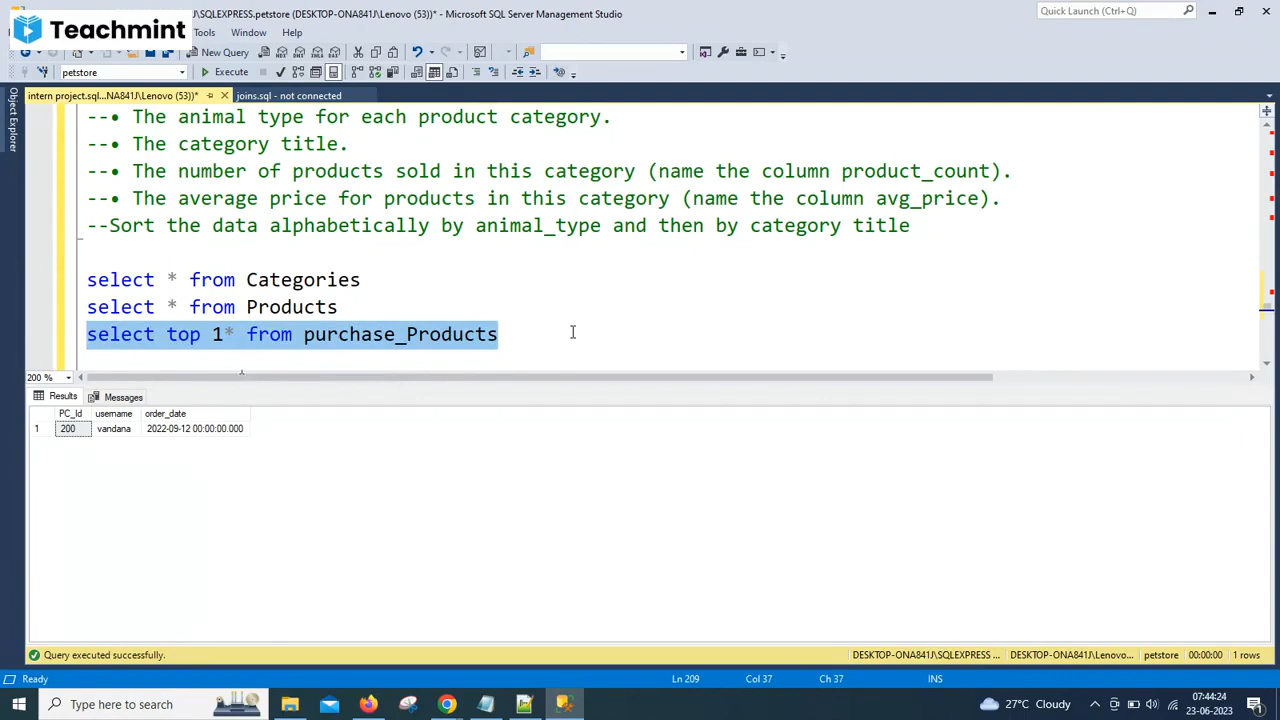 J\SQLEXPRESS.petstore (DESKTOP-ONA841J\Lenovo (53))* - Microsoft SQL Server Management Studio
Quick Launch (Ctrl+Q)
Teachmint
Tools Window Help
New Query
petstore
Execute
intern project.sql...NA841J\Lenovo (53))*
joins.sql - not connected
Object Explorer
--• The animal type for each product category.
--• The category title.
--• The number of products sold in this category (name the column product_count).
--• The average price for products in this category (name the column avg_price).
--Sort the data alphabetically by animal_type and then by category title
select * from Categories
select * from Products
select top 1* from purchase_Products
200 %
Results Messages
PC_Id username order_date
1 200 vandana 2022-09-12 00:00:00.000
Query executed successfully.
DESKTOP-ONA841J\SQLEXPRESS ... DESKTOP-ONA841J\Lenovo... petstore 00:00:00 1 rows
Ready
Ln 209 Col 37 Ch 37 INS
Type here to search
27°C Cloudy
07:44:24
23-06-2023